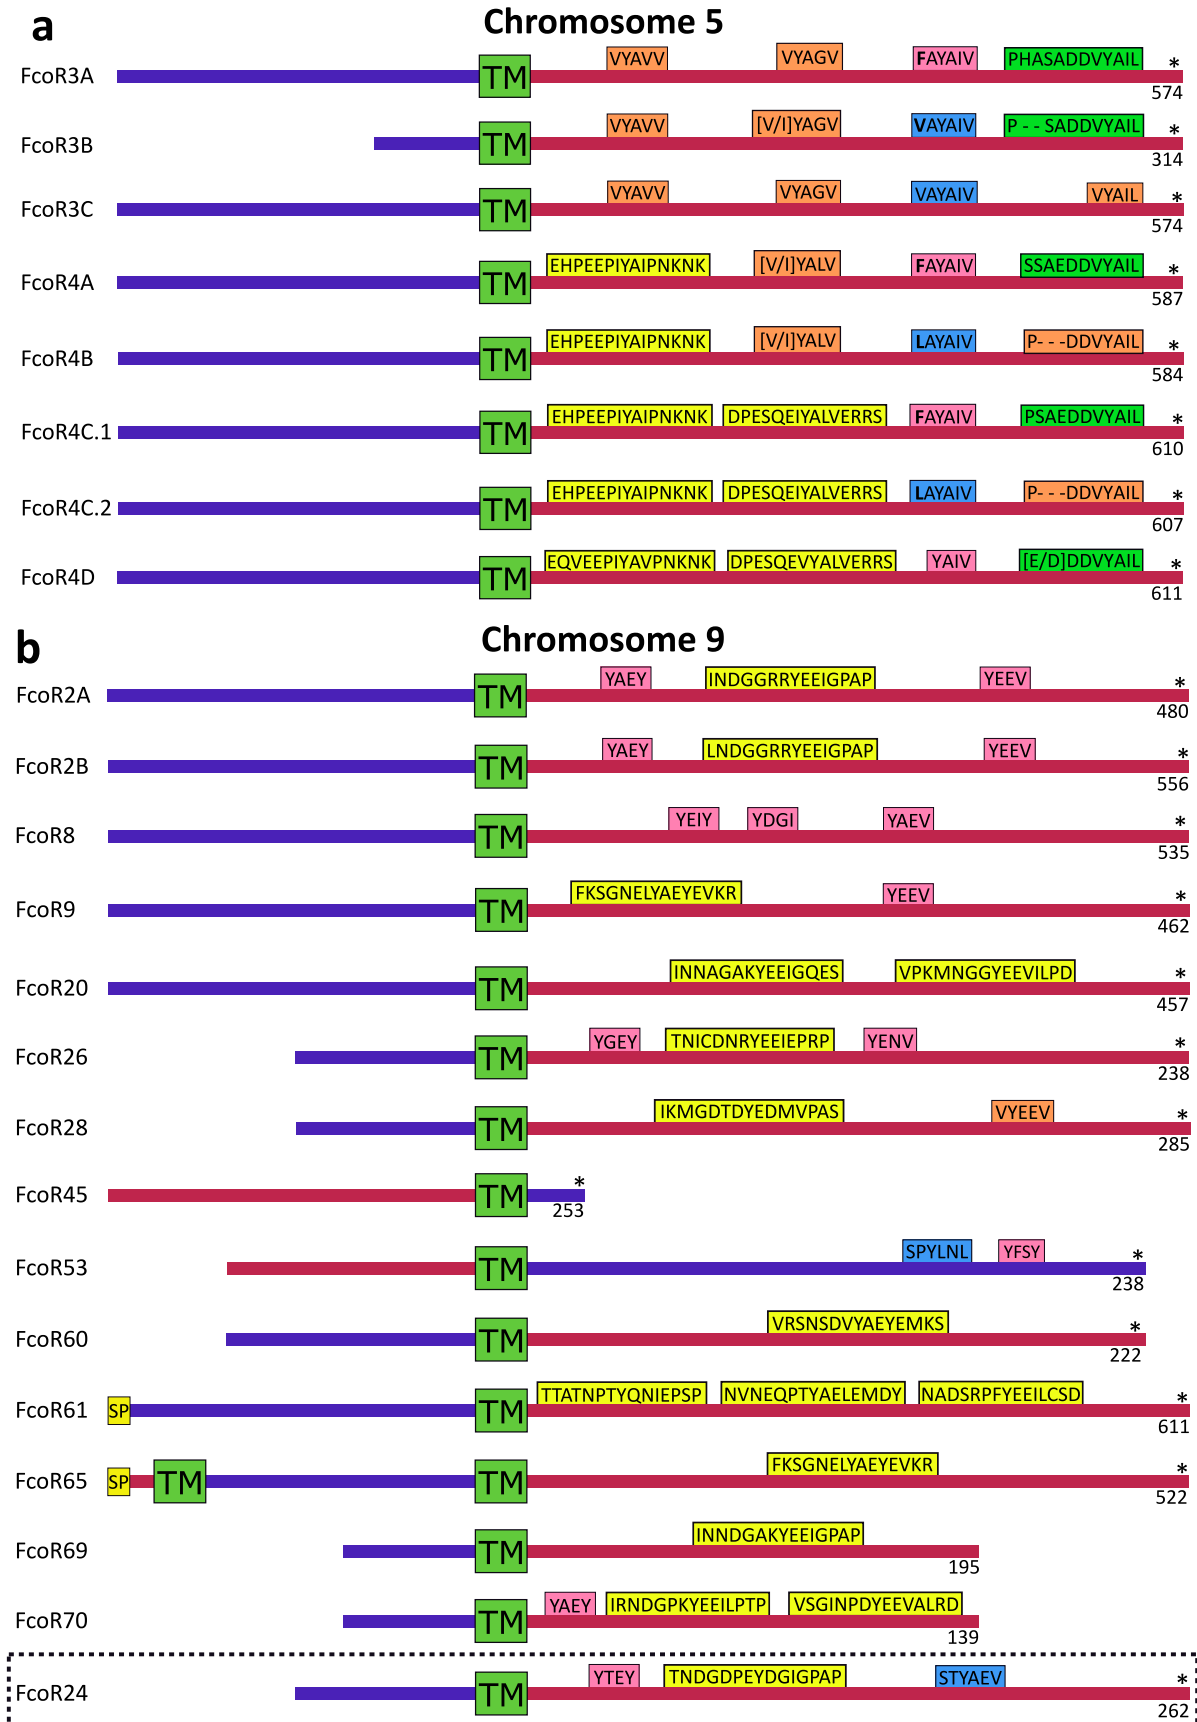 a
Chromosome 5
FcoR3A TM VYAVV VYAGV FAYAIV PHASADDVYAIL *
574
FcoR3B TM VYAVV [V/I]YAGV VAYAIV P - - SADDVYAIL *
314
FcoR3C TM VYAVV VYAGV VAYAIV VYAIL *
574
FcoR4A TM EHPEEPIYAIPNKNK [V/I]YALV FAYAIV SSAEDDVYAIL *
587
FcoR4B TM EHPEEPIYAIPNKNK [V/I]YALV LAYAIV P- - -DDVYAIL *
584
FcoR4C.1 TM EHPEEPIYAIPNKNK DPESQEIYALVERRS FAYAIV PSAEDDVYAIL *
610
FcoR4C.2 TM EHPEEPIYAIPNKNK DPESQEIYALVERRS LAYAIV P- - -DDVYAIL *
607
FcoR4D TM EQVEEPIYAVPNKNK DPESQEVYALVERRS YAIV [E/D]DDVYAIL *
611
b
Chromosome 9
FcoR2A TM YAEY INDGGRRYEEIGPAP YEEV *
480
FcoR2B TM YAEY LNDGGRRYEEIGPAP YEEV *
556
FcoR8 TM YEIY YDGI YAEV *
535
FcoR9 TM FKSGNELYAEYEVKR YEEV *
462
FcoR20 TM INNAGAKYEEIGQES VPKMNGGYEEVILPD *
457
FcoR26 TM YGEY TNICDNRYEEIEPRP YENV *
238
FcoR28 TM IKMGDTDYEDMVPAS VYEEV *
285
FcoR45 TM *
253
FcoR53 TM SPYLNL YFSY *
238
FcoR60 TM VRSNSDVYAEYEMKS *
222
FcoR61 SP TM TTATNPTYQNIEPSP NVNEQPTYAELEMDY NADSRPFYEEILCSD *
611
FcoR65 SP TM TM FKSGNELYAEYEVKR *
522
FcoR69 TM INNDGAKYEEIGPAP
195
FcoR70 TM YAEY IRNDGPKYEEILPTP VSGINPDYEEVALRD
139
FcoR24 TM YTEY TNDGDPEYDGIGPAP STYAEV *
262